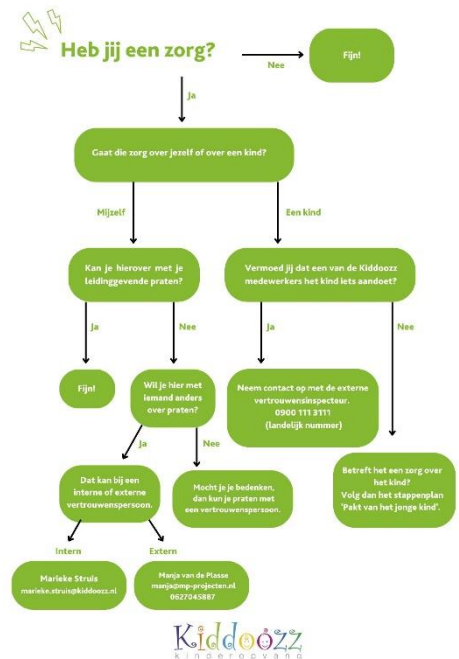 Heb jij een zorg?
Nee
Fijn!
Ja
Gaat die zorg over jezelf of over een kind?
Mijzelf
Een kind
Kan je hierover met je
leidinggevende praten?
Vermoed jij dat een van de Kiddoozz
medewerkers het kind iets aandoet?
Ja
Nee
Ja
Nee
Fijn!
Wil je hier met
iemand anders
over praten?
Neem contact op met de externe
vertrouwensinspecteur.
0900 111 3111
(landelijk nummer)
Ja
Nee
Dat kan bij een
interne of externe
vertrouwenspersoon.
Mocht je je bedenken,
dan kun je praten met
een vertrouwenspersoon.
Betreft het een zorg over
het kind?
Volg dan het stappenplan
'Pakt van het jonge kind'.
Intern
Extern
Marieke Struis
marieke.struis@kiddoozz.nl
Manja van de Plasse
manja@mp-projecten.nl
0627045887
Kiddoozz
kinderopvang